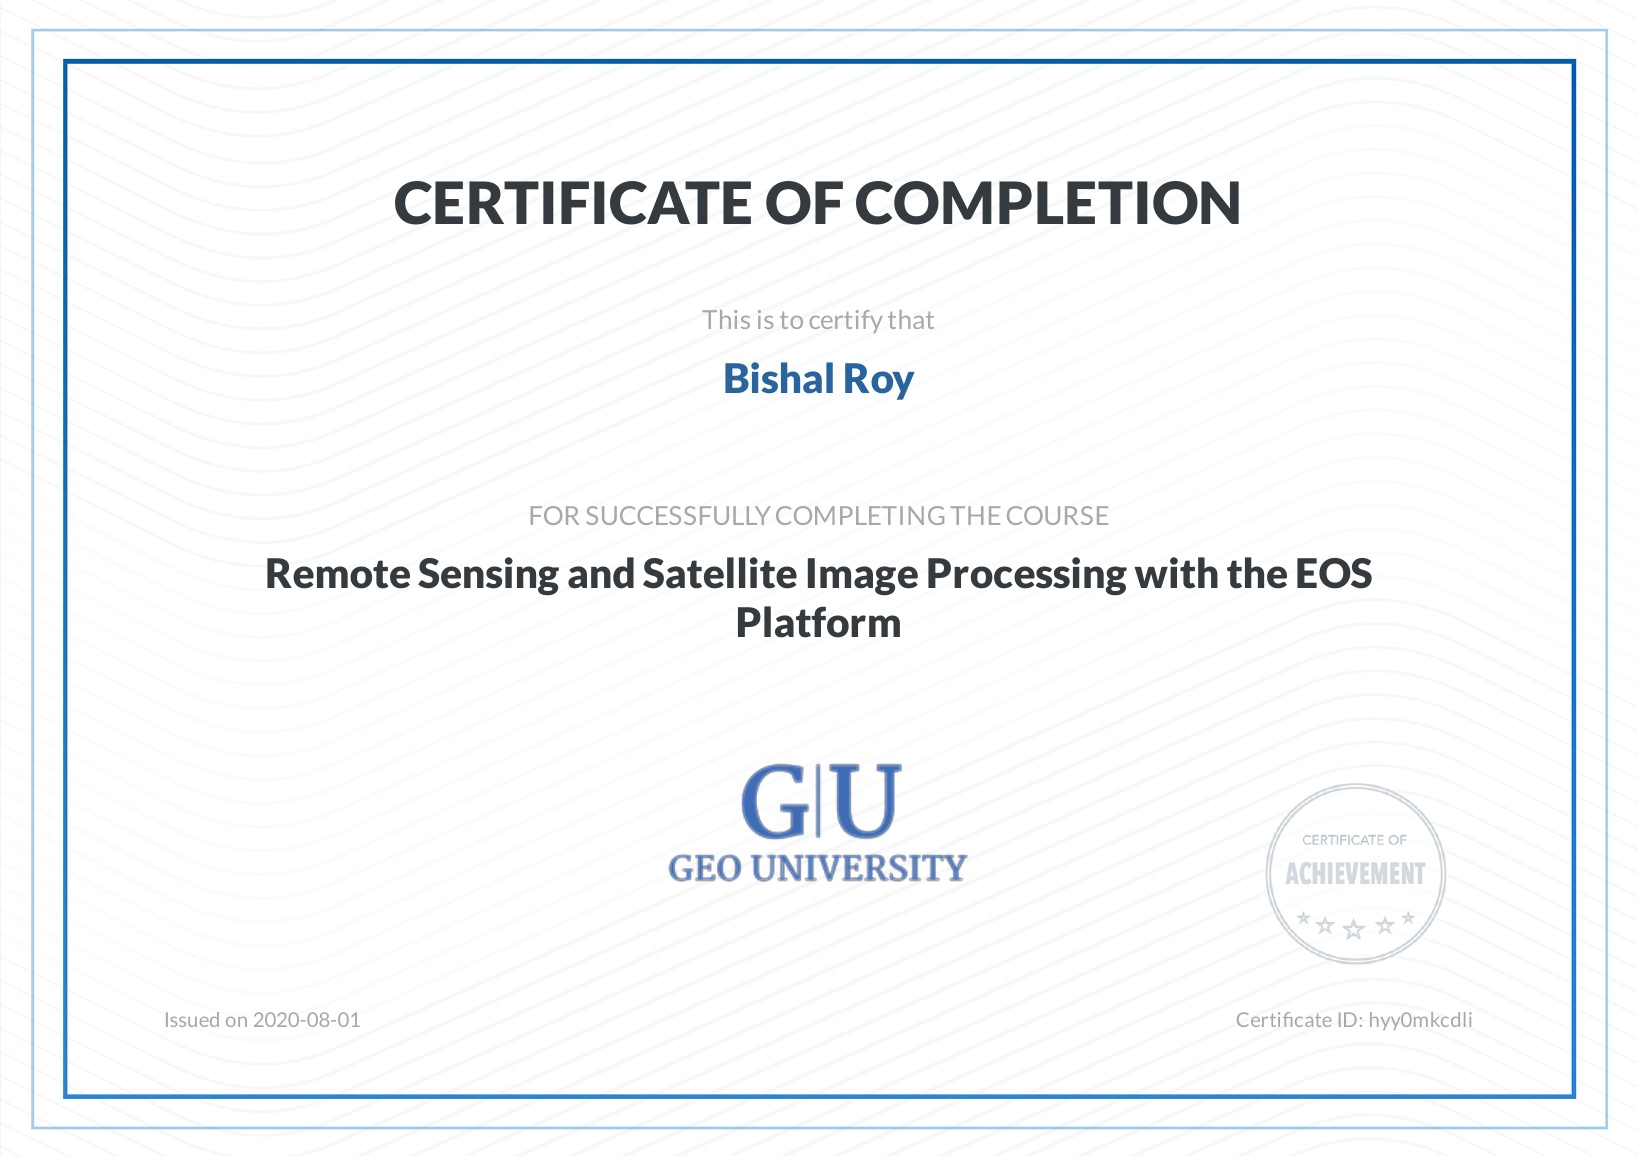 CERTIFICATE OF COMPLETION
This is to certify that
Bishal Roy
FOR SUCCESSFULLY COMPLETING THE COURSE
Remote Sensing and Satellite Image Processing with the EOS
Platform
G|U
GEO UNIVERSITY
CERTIFICATE OF
ACHIEVEMENT
Issued on 2020-08-01
Certificate ID: hyy0mkcdli